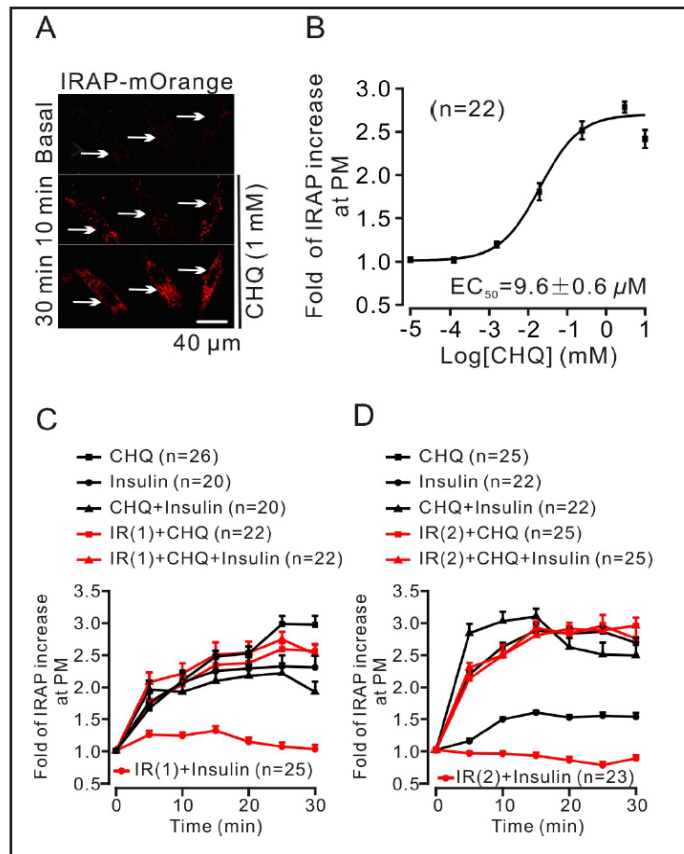 A
IRAP-mOrange
Basal
10 min
30 min
CHQ (1 mM)
40 μm
B
(n=22)
EC50=9.6±0.6 μM
Fold of IRAP increase
at PM
3.0
2.5
2.0
1.5
1.0
0.5
-5 -4 -3 -2 -1 0 1
Log[CHQ] (mM)
C
CHQ (n=26)
Insulin (n=20)
CHQ+Insulin (n=20)
IR(1)+CHQ (n=22)
IR(1)+CHQ+Insulin (n=22)
Fold of IRAP increase
at PM
3.5
3.0
2.5
2.0
1.5
1.0
0.5
IR(1)+Insulin (n=25)
0 10 20 30
Time (min)
D
CHQ (n=25)
Insulin (n=22)
CHQ+Insulin (n=22)
IR(2)+CHQ (n=25)
IR(2)+CHQ+Insulin (n=25)
Fold of IRAP increase
at PM
3.5
3.0
2.5
2.0
1.5
1.0
0.5
IR(2)+Insulin (n=23)
0 10 20 30
Time (min)